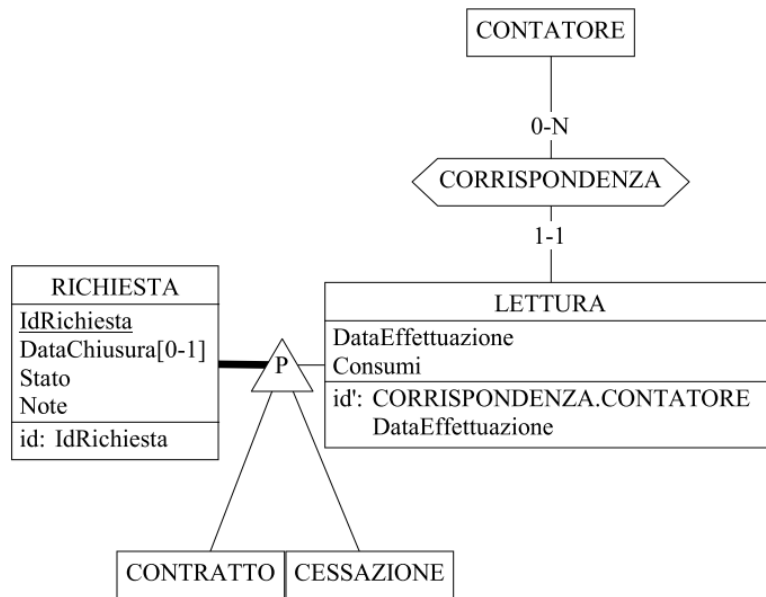 CONTATORE
0-N
CORRISPONDENZA
1-1
RICHIESTA
IdRichiesta
DataChiusura[0-1]
Stato
Note
id: IdRichiesta
P
LETTURA
DataEffettuazione
Consumi
id': CORRISPONDENZA.CONTATORE
DataEffettuazione
CONTRATTO
CESSAZIONE